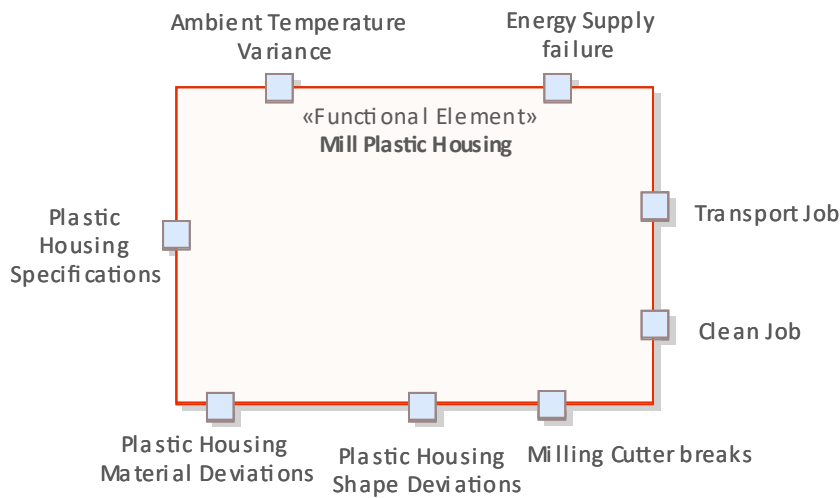 Ambient Temperature
Variance
Energy Supply
failure
«Functional Element»
Mill Plastic Housing
Plastic
Housing
Specifications
Transport Job
Clean Job
Plastic Housing
Material Deviations
Plastic Housing
Shape Deviations
Milling Cutter breaks